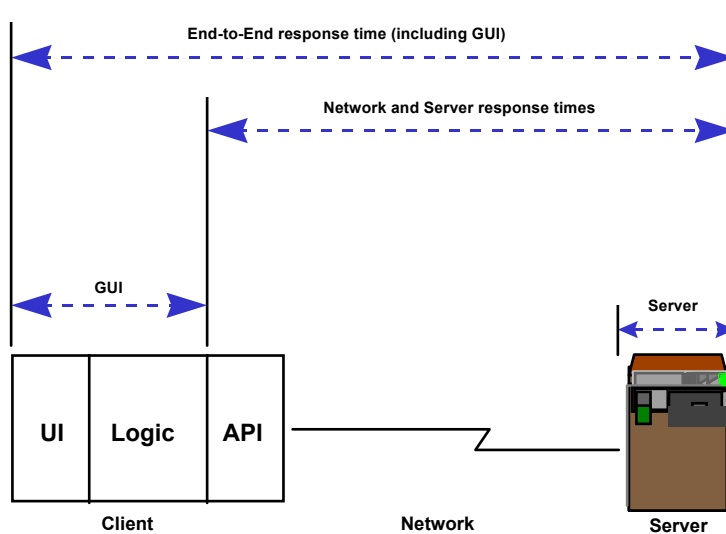 End-to-End response time (including GUI)
Network and Server response times
GUI
Server
UI
Logic
API
Client
Network
Server